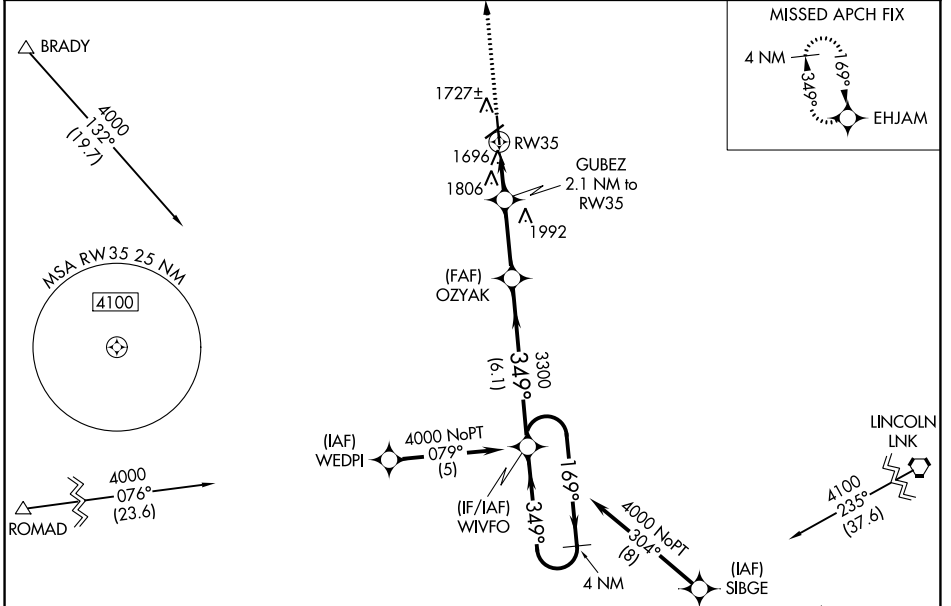 BRADY
4000
132°
(19.7)
MSA RW35 25 NM
4100
4000
076°
(23.6)
ROMAD
1727±
RW35
1696
1806
GUBEZ
2.1 NM to
RW35
1992
(FAF)
OZYAK
3300
349°
(6.1)
(IAF)
WEDPI
4000 NoPT
079°
(5)
(IF/IAF)
WIVFO
349°
169°
4 NM
4000 NoPT
304°
(8)
(IAF)
SIBGE
LINCOLN
LNK
4100
235°
(37.6)
MISSED APCH FIX
4 NM
349°
169°
EHJAM